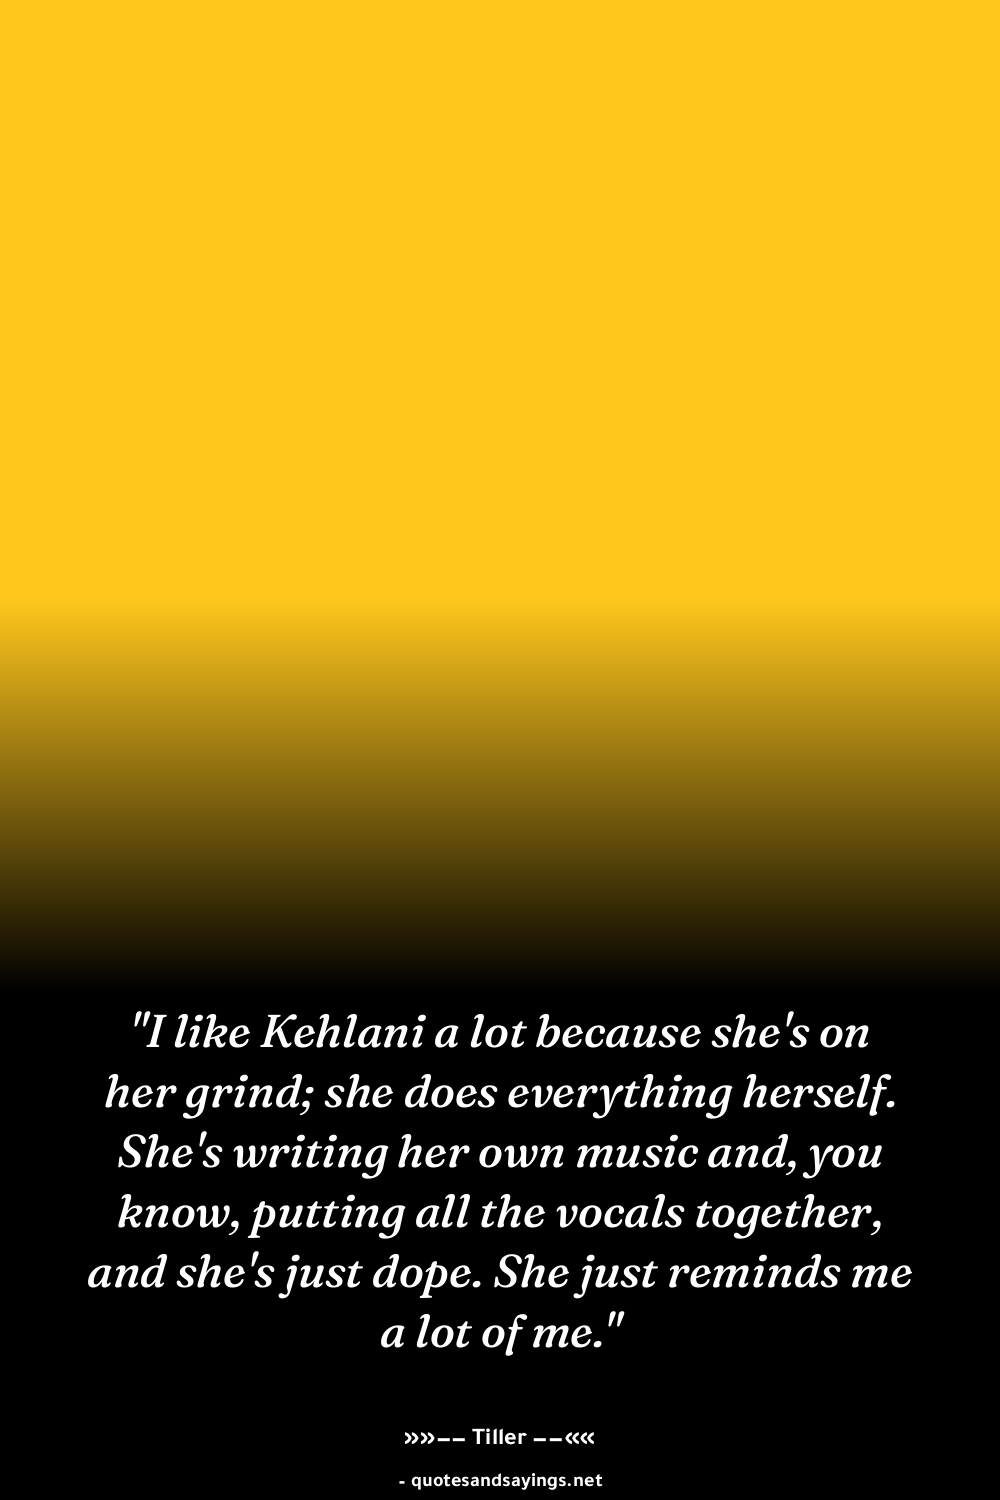 "I like Kehlani a lot because she's on
her grind; she does everything herself.
She's writing her own music and, you
know, putting all the vocals together,
and she's just dope. She just reminds me
a lot of me."
»»−− Tiller −−««
- quotesandsayings.net